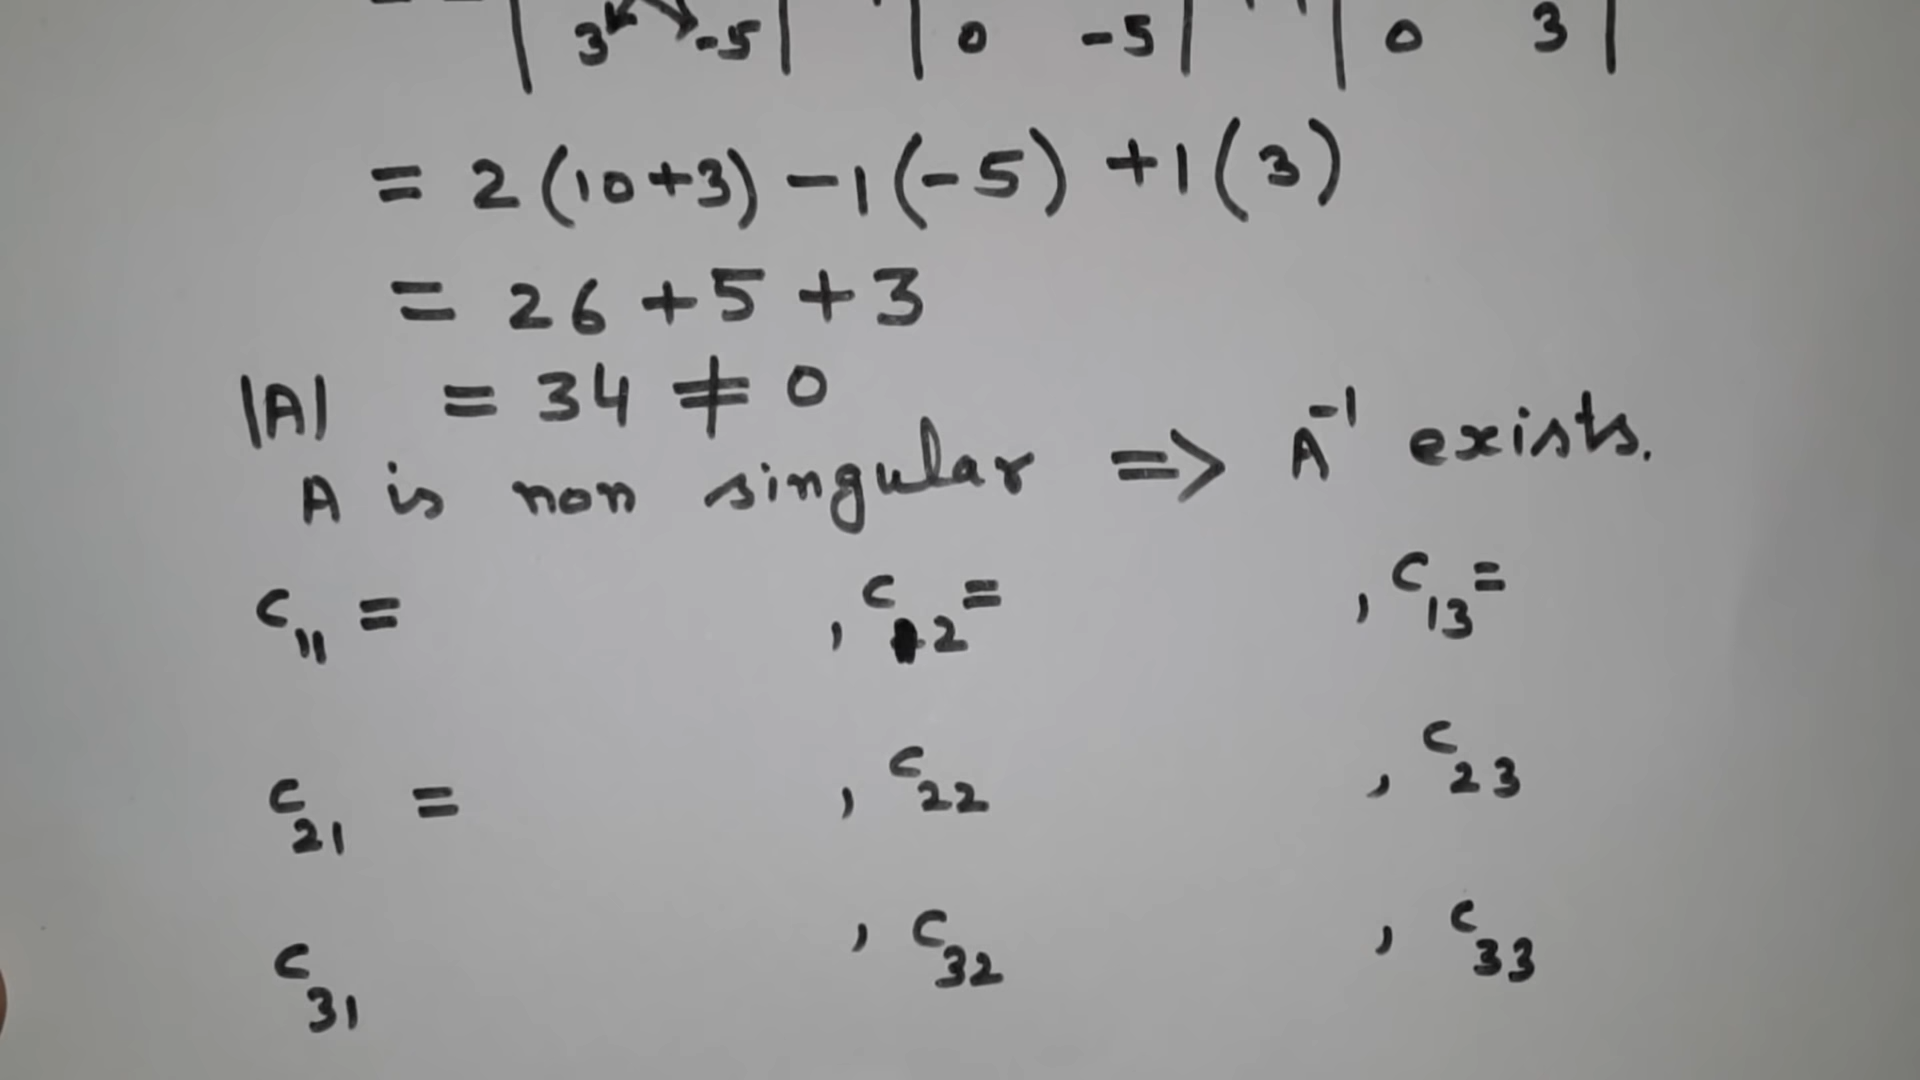 | 3 -5 | | 0 -5 | | 0 3 |
= 2 (10+3) -1 (-5) +1 (3)
= 26 +5 +3
|A| = 34 ≠ 0
A is non singular => A⁻¹ exists.
C₁₁ = , C₁₂ = , C₁₃ =
C₂₁ = , C₂₂ , C₂₃
C₃₁ , C₃₂ , C₃₃